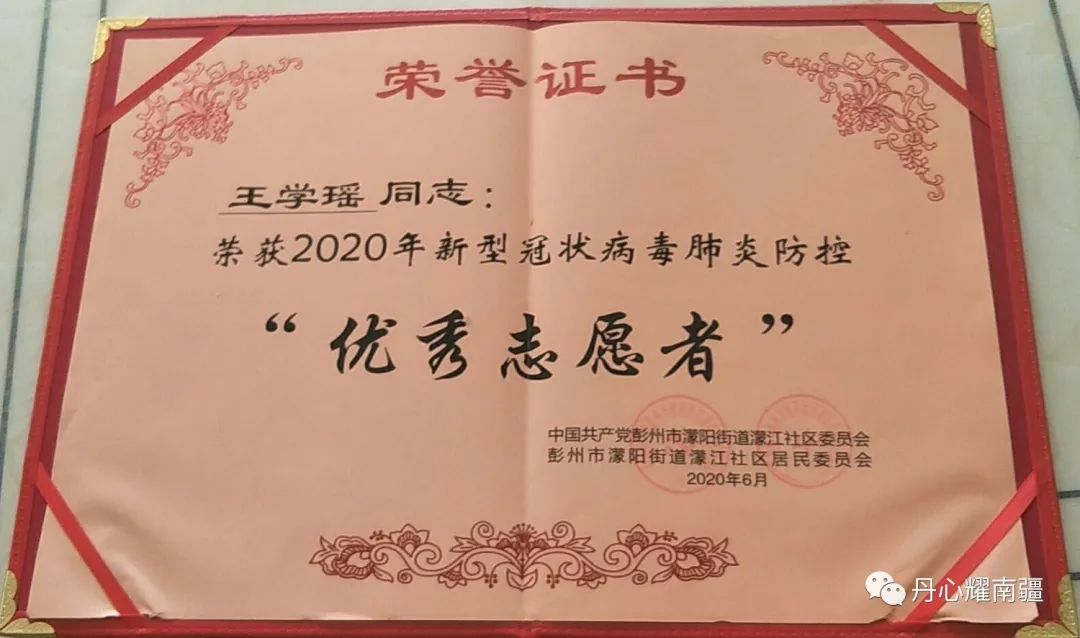 荣誉证书
王学瑶 同志：
荣获2020年新型冠状病毒肺炎防控
“优秀志愿者”
中国共产党彭州市濛阳街道濛江社区委员会
彭州市濛阳街道濛江社区居民委员会
2020年6月
丹心耀南疆